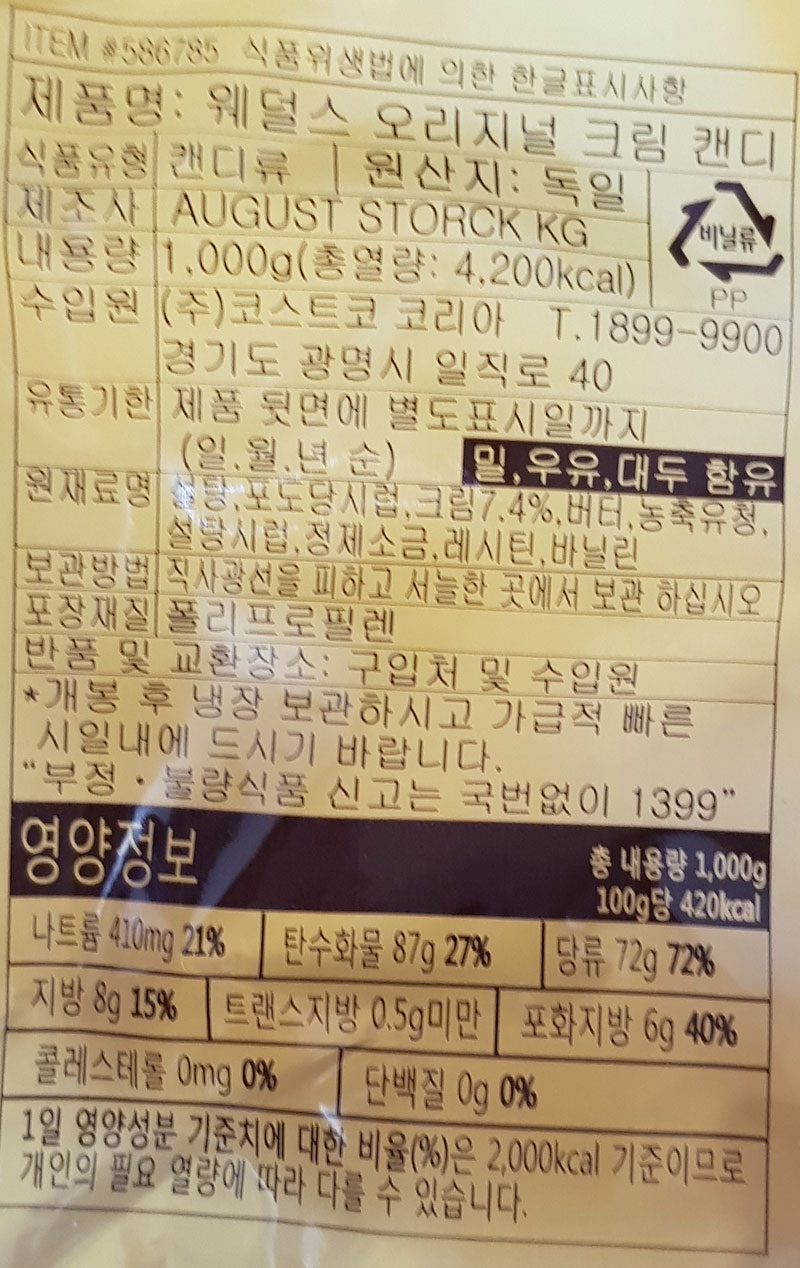 ITEM #586785 식품위생법에 의한 한글표시사항
제품명: 웨덜스 오리지널 크림 캔디
식품유형 캔디류 | 원산지: 독일
제조사 AUGUST STORCK KG
비닐류
PP
내용량 1,000g(총열량: 4,200kcal)
수입원 (주)코스트코 코리아 T.1899-9900
경기도 광명시 일직로 40
유통기한 제품 뒷면에 별도표시일까지
(일.월.년 순) 밀,우유,대두 함유
원재료명 설탕,포도당시럽,크림7.4%,버터,농축유청,
설탕시럽,정제소금,레시틴,바닐린
보관방법 직사광선을 피하고 서늘한 곳에서 보관 하십시오
포장재질 폴리프로필렌
반품 및 교환장소: 구입처 및 수입원
*개봉 후 냉장 보관하시고 가급적 빠른
시일내에 드시기 바랍니다.
"부정·불량식품 신고는 국번없이 1399"
영양정보 총 내용량 1,000g
100g당 420kcal
나트륨 410mg 21% 탄수화물 87g 27% 당류 72g 72%
지방 8g 15% 트랜스지방 0.5g미만 포화지방 6g 40%
콜레스테롤 0mg 0% 단백질 0g 0%
1일 영양성분 기준치에 대한 비율(%)은 2,000kcal 기준이므로
개인의 필요 열량에 따라 다를 수 있습니다.